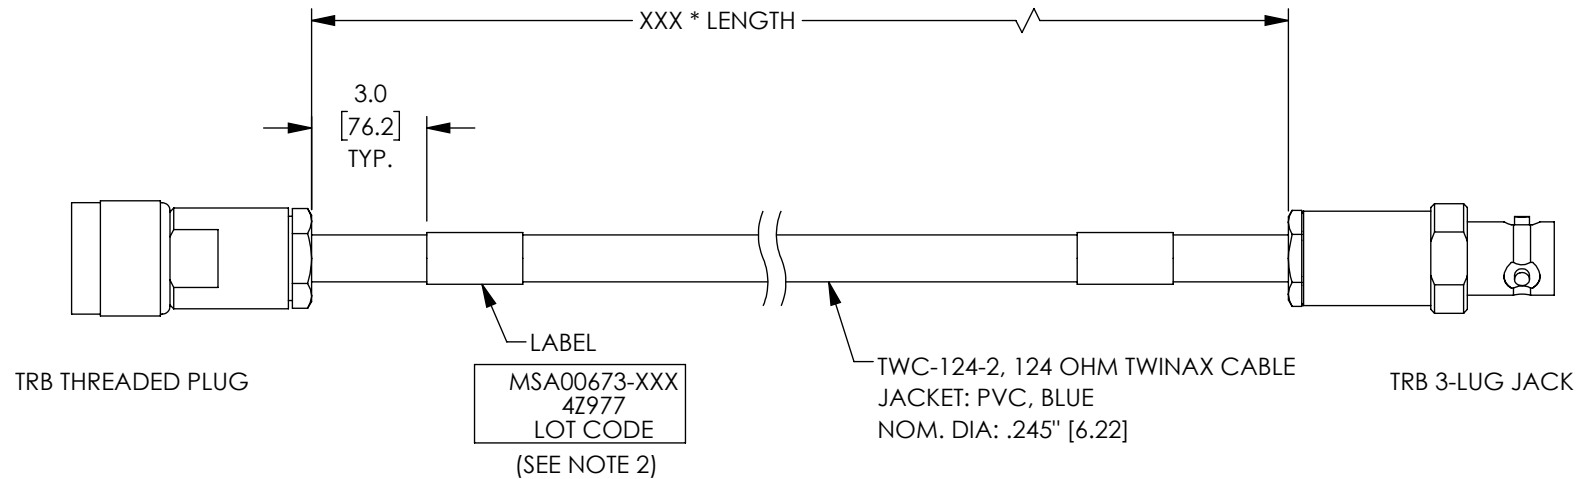 XXX * LENGTH
3.0
[76.2]
TYP.
LABEL
MSA00673-XXX
4Z977
LOT CODE
(SEE NOTE 2)
TRB THREADED PLUG
TWC-124-2, 124 OHM TWINAX CABLE
JACKET: PVC, BLUE
NOM. DIA: .245" [6.22]
TRB 3-LUG JACK